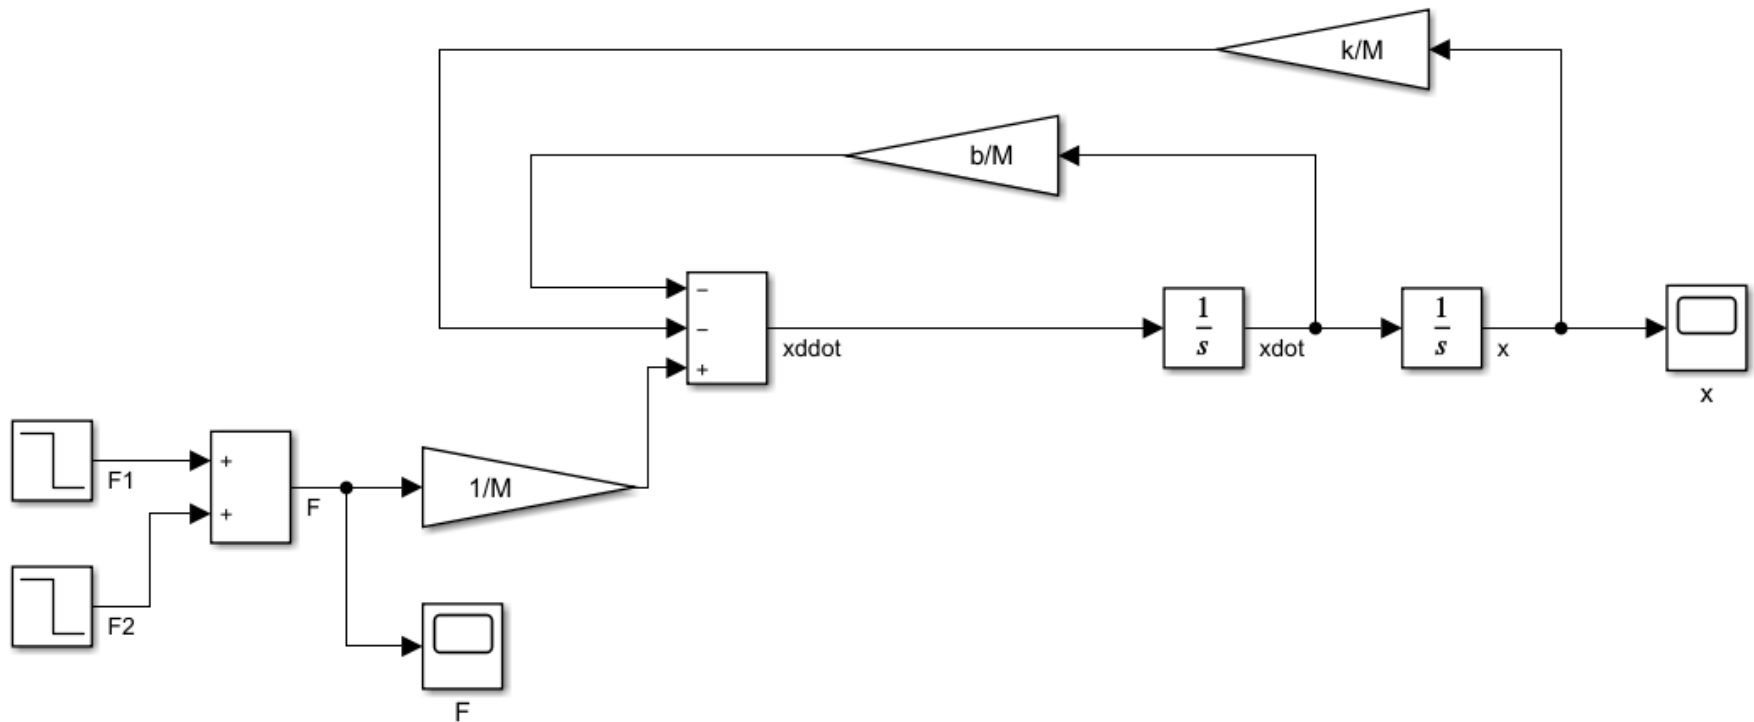 k/M
b/M
−
−
+
xddot
1
s
xdot
1
s
x
x
F1
+
+
F
1/M
F2
F